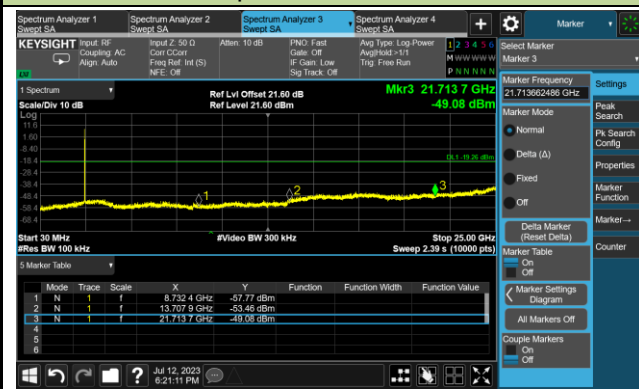 Spectrum Analyzer 1
Swept SA
Spectrum Analyzer 2
Swept SA
Spectrum Analyzer 3
Swept SA
Spectrum Analyzer 4
Swept SA
+
Marker
KEYSIGHT
Input: RF
Coupling: AC
Align: Auto
Input Z: 50 Ω
Corr CCorr
Freq Ref: Int (S)
NFE: Off
Atten: 10 dB
PNO: Fast
Gate: Off
IF Gain: Low
Sig Track: Off
Avg Type: Log-Power
Avg|Hold:>1/1
Trig: Free Run
1 2 3 4 5 6
M W W W W W
P N N N N N
Select Marker
Marker 3
1 Spectrum
Scale/Div 10 dB
Log
Ref Lvl Offset 21.60 dB
Ref Level 21.60 dBm
Mkr3 21.713 7 GHz
-49.08 dBm
11.6
1.60
-8.40
-18.4
-28.4
-38.4
-48.4
-58.4
-68.4
DL1 -19.26 dBm
1
2
3
Start 30 MHz
#Res BW 100 kHz
#Video BW 300 kHz
Stop 25.00 GHz
Sweep 2.39 s (10000 pts)
5 Marker Table
Mode Trace Scale X Y Function Function Width Function Value
1 N 1 f 8.732 4 GHz -57.77 dBm
2 N 1 f 13.707 9 GHz -53.46 dBm
3 N 1 f 21.713 7 GHz -49.08 dBm
4
5
6
Marker Frequency
21.713662486 GHz
Marker Mode
Normal
Delta (Δ)
Fixed
Off
Delta Marker
(Reset Delta)
Marker Table
On
Off
Marker Settings
Diagram
All Markers Off
Couple Markers
On
Off
Settings
Peak
Search
Pk Search
Config
Properties
Marker
Function
Marker→
Counter
?
Jul 12, 2023
6:21:11 PM